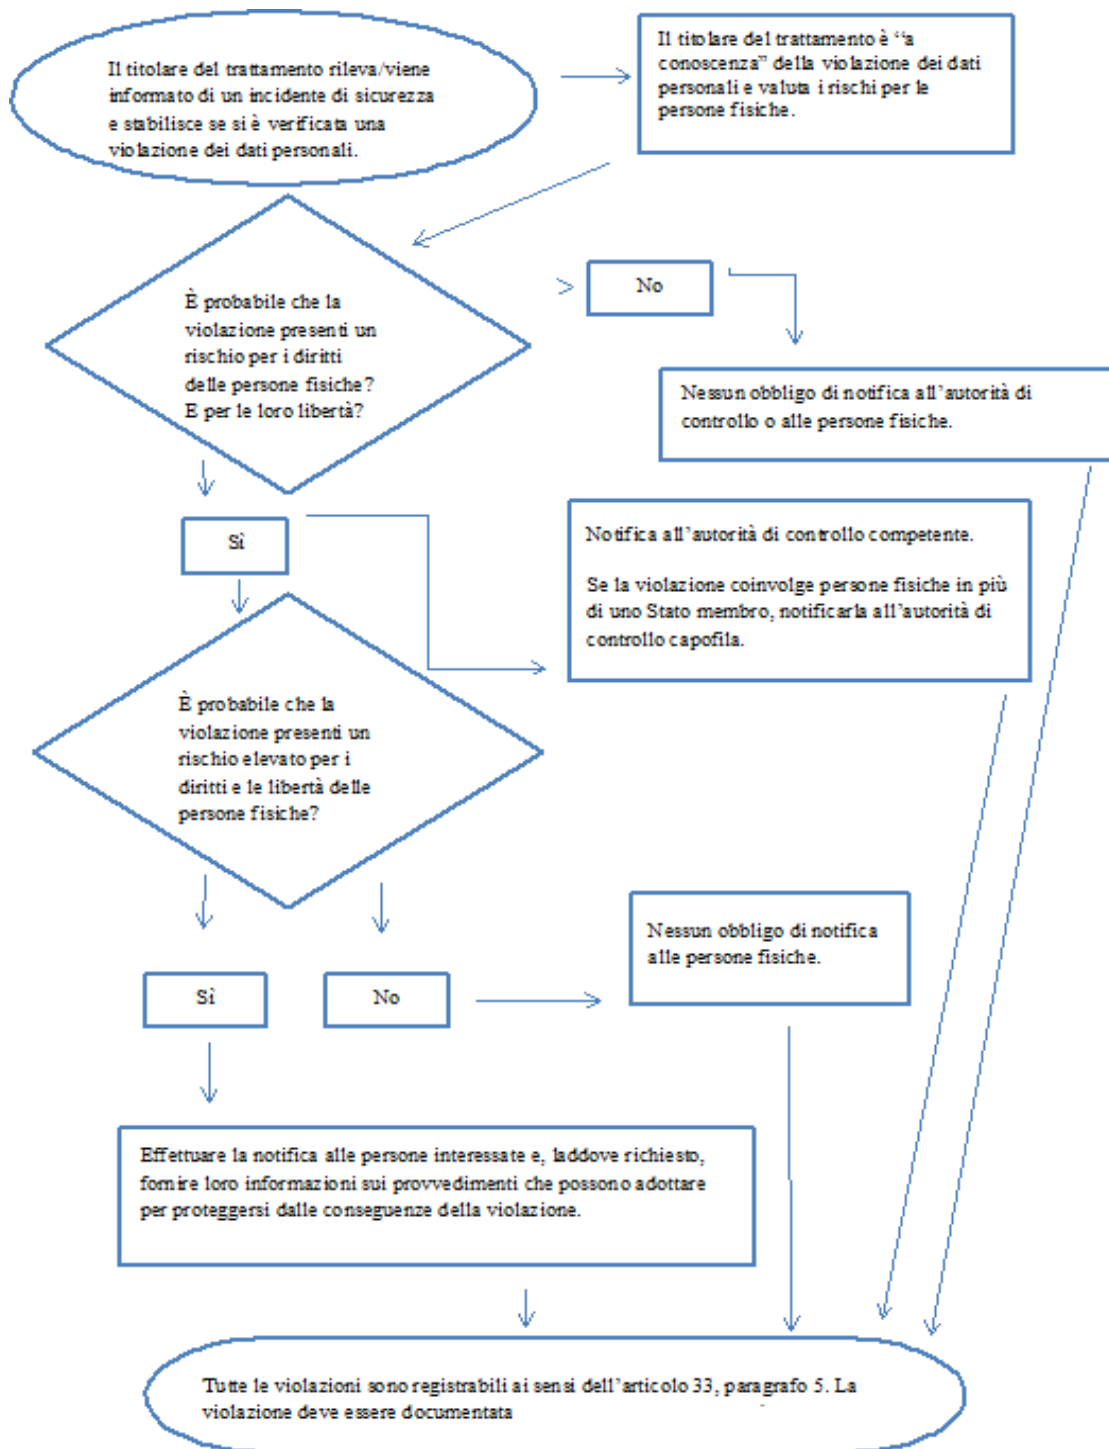 Il titolare del trattamento rileva/viene
informato di un incidente di sicurezza
e stabilisce se si è verificata una
violazione dei dati personali.
Il titolare del trattamento è “a
conoscenza” della violazione dei dati
personali e valuta i rischi per le
persone fisiche.
È probabile che la
violazione presenti un
rischio per i diritti
delle persone fisiche?
E per le loro libertà?
No
Nessun obbligo di notifica all’autorità di
controllo o alle persone fisiche.
Sì
Notifica all’autorità di controllo competente.
Se la violazione coinvolge persone fisiche in più
di uno Stato membro, notificarla all’autorità di
controllo capofila.
È probabile che la
violazione presenti un
rischio elevato per i
diritti e le libertà delle
persone fisiche?
Sì
No
Nessun obbligo di notifica
alle persone fisiche.
Effettuare la notifica alle persone interessate e, laddove richiesto,
fornire loro informazioni sui provvedimenti che possono adottare
per proteggersi dalle conseguenze della violazione.
Tutte le violazioni sono registrabili ai sensi dell’articolo 33, paragrafo 5. La
violazione deve essere documentata